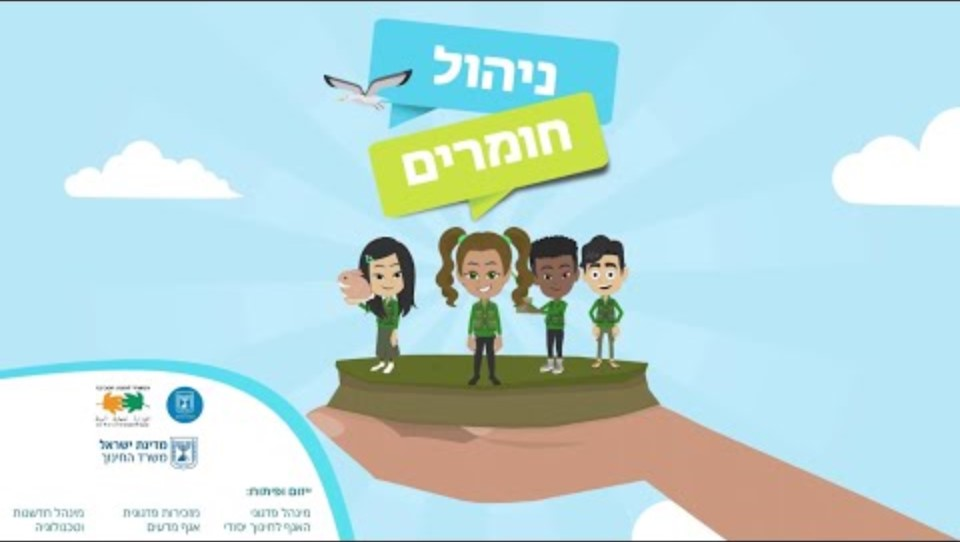 ניהול
חומרים
מדינת ישראל
משרד החינוך
ייזום ופיתוח:
מינהל פדגוגי
האגף לחינוך יסודי
מזכירות פדגוגית
אגף מדעים
מינהל חדשנות
וטכנולוגיה